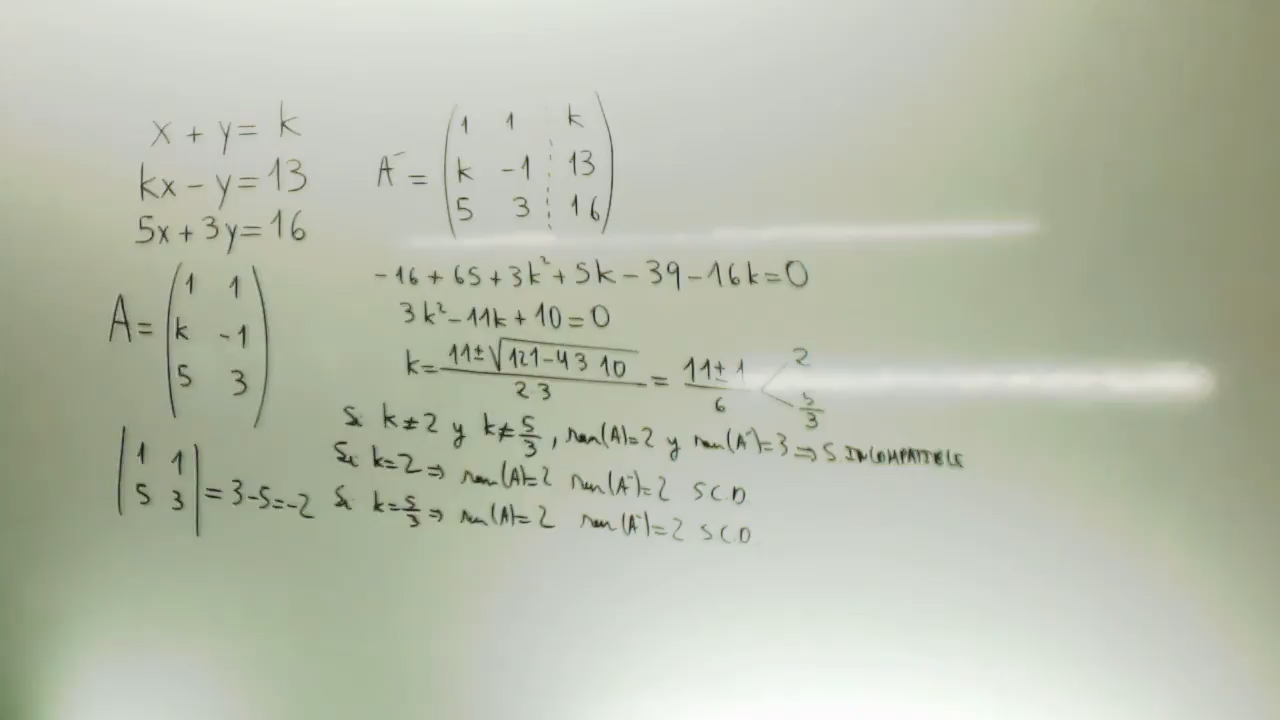 x + y = k
kx - y = 13
5x + 3y = 16
A = ( 1 1
k -1
5 3 )
| 1 1
5 3 | = 3 - 5 = -2
A⁻ = ( 1 1 ¦ k
k -1 ¦ 13
5 3 ¦ 16 )
-16 + 65 + 3k² + 5k - 39 - 16k = 0
3k² - 11k + 10 = 0
k = (11 ± √(121 - 4 3 10)) / (2 3) = (11 ± 1) / 6 < 2
5/3
Si k ≠ 2 y k ≠ 5/3, ran(A) = 2 y ran(A⁻) = 3 ⇒ S INCOMPATIBLE
Si k = 2 ⇒ ran(A) = 2 ran(A⁻) = 2 S C.D
Si k = 5/3 ⇒ ran(A) = 2 ran(A⁻) = 2 S C.D